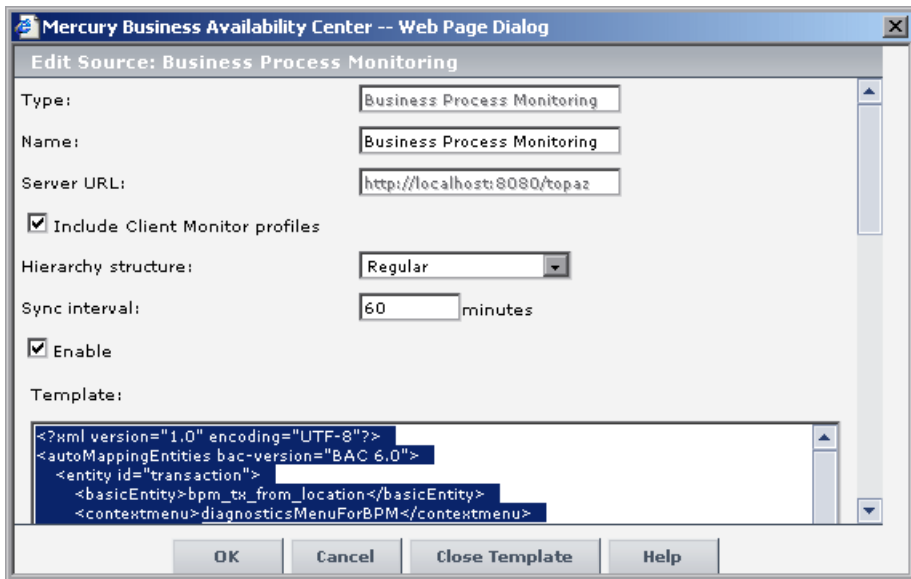 Mercury Business Availability Center -- Web Page Dialog
Edit Source: Business Process Monitoring
Type: Business Process Monitoring
Name: Business Process Monitoring
Server URL: http://localhost:8080/topaz
Include Client Monitor profiles
Hierarchy structure: Regular
Sync interval: 60 minutes
Enable
Template:
<?xml version="1.0" encoding="UTF-8"?>
<autoMappingEntities bac-version="BAC 6.0">
<entity id="transaction">
<basicEntity>bpm_tx_from_location</basicEntity>
<contextmenu>diagnosticsMenuForBPM</contextmenu>
OK Cancel Close Template Help